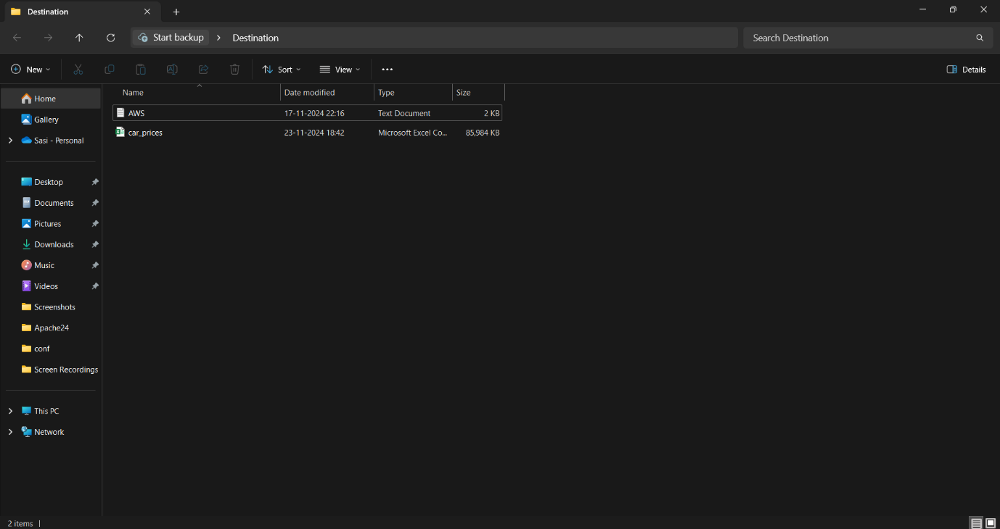 Destination
Start backup > Destination
Search Destination
New
Sort
View
Details
Name Date modified Type Size
AWS 17-11-2024 22:16 Text Document 2 KB
car_prices 23-11-2024 18:42 Microsoft Excel Co... 85,984 KB
Home
Gallery
Sasi - Personal
Desktop
Documents
Pictures
Downloads
Music
Videos
Screenshots
Apache24
conf
Screen Recordings
This PC
Network
2 items